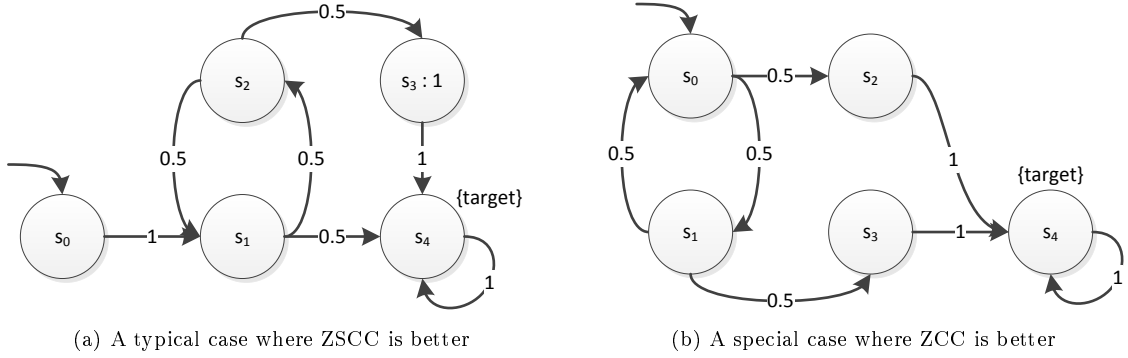 0.5
s₂
s₃ : 1
0.5
0.5
1
{target}
s₀
1
s₁
0.5
s₄
1
(a) A typical case where ZSCC is better
s₀
0.5
s₂
0.5
0.5
1
{target}
s₁
s₃
1
s₄
1
0.5
(b) A special case where ZCC is better